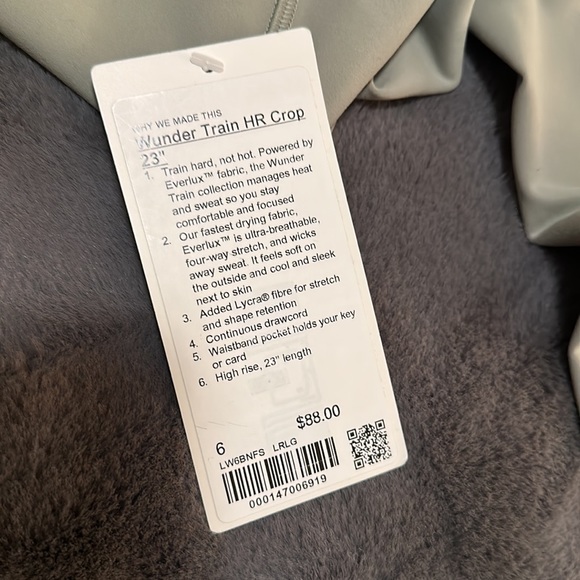 WHY WE MADE THIS
Wunder Train HR Crop
23"
1. Train hard, not hot. Powered by
Everlux™ fabric, the Wunder
Train collection manages heat
and sweat so you stay
comfortable and focused
2. Our fastest drying fabric,
Everlux™ is ultra-breathable,
four-way stretch, and wicks
away sweat. It feels soft on
the outside and cool and sleek
next to skin
3. Added Lycra® fibre for stretch
and shape retention
4. Continuous drawcord
5. Waistband pocket holds your key
or card
6. High rise, 23" length
$88.00
6
LW6BNFS LRLG
000147006919